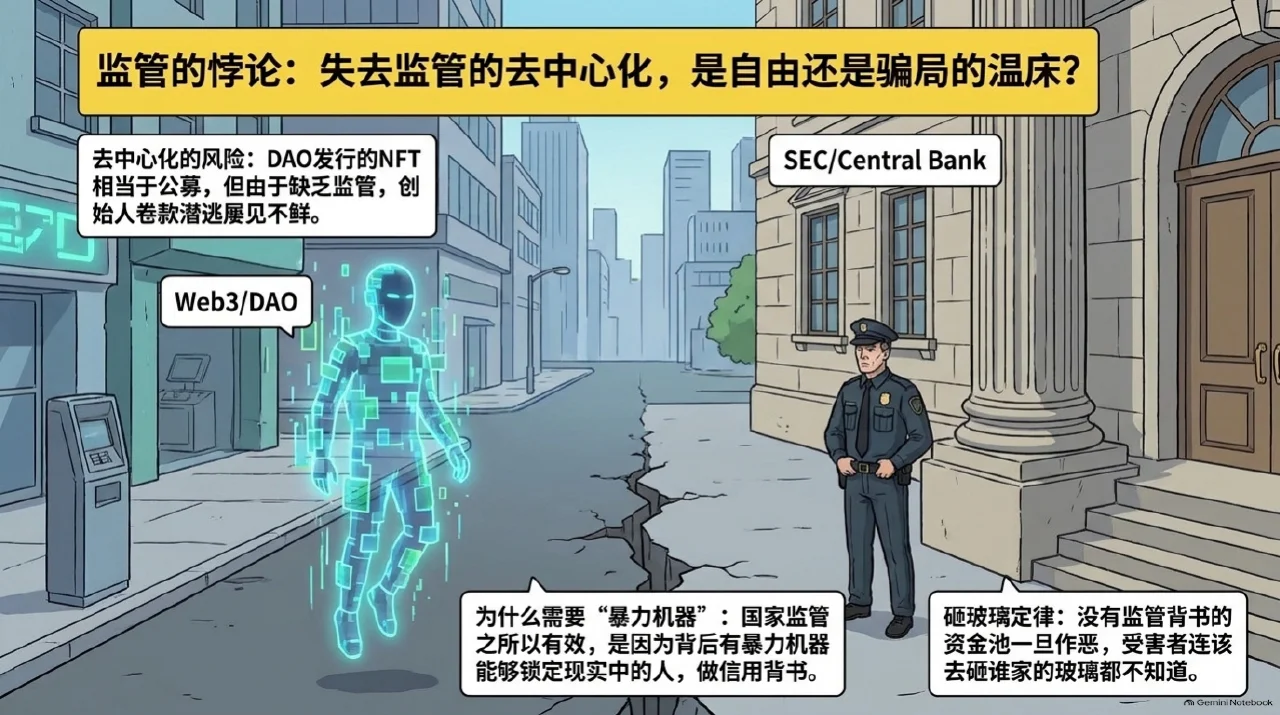 监管的悖论：失去监管的去中心化，是自由还是骗局的温床？
去中心化的风险：DAO发行的NFT
相当于公募，但由于缺乏监管，创
始人卷款潜逃屡见不鲜。
SEC/Central Bank
Web3/DAO
为什么需要“暴力机器”：国家监管
之所以有效，是因为背后有暴力机器
能够锁定现实中的人，做信用背书。
砸玻璃定律：没有监管背书的
资金池一旦作恶，受害者连该
去砸谁家的玻璃都不知道。
Gemini Notebook